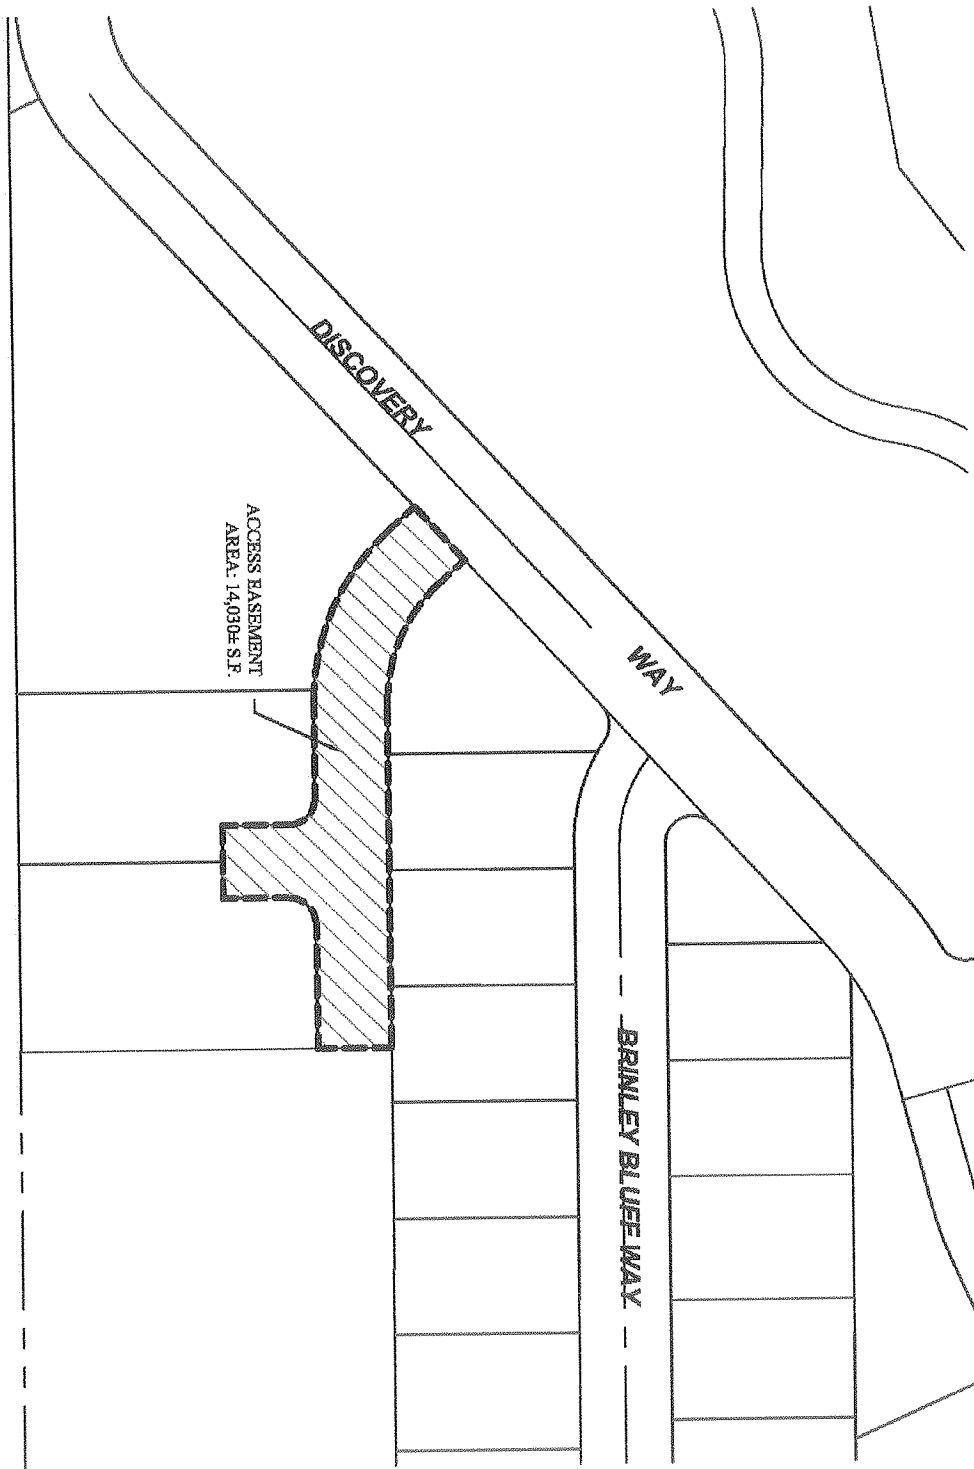 DISCOVERY
WAY
ACCESS EASEMENT
AREA: 14,030± S.F.
BRINLEY BLUFF WAY